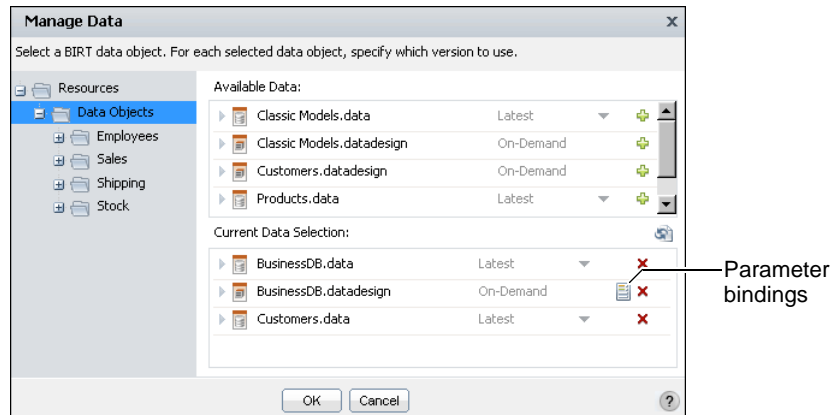 Manage Data
x
Select a BIRT data object. For each selected data object, specify which version to use.
Resources
Data Objects
Employees
Sales
Shipping
Stock
Available Data:
Classic Models.data Latest
Classic Models.datadesign On-Demand
Customers.datadesign On-Demand
Products.data Latest
Current Data Selection:
BusinessDB.data Latest
BusinessDB.datadesign On-Demand
Customers.data Latest
Parameter
bindings
OK Cancel
?